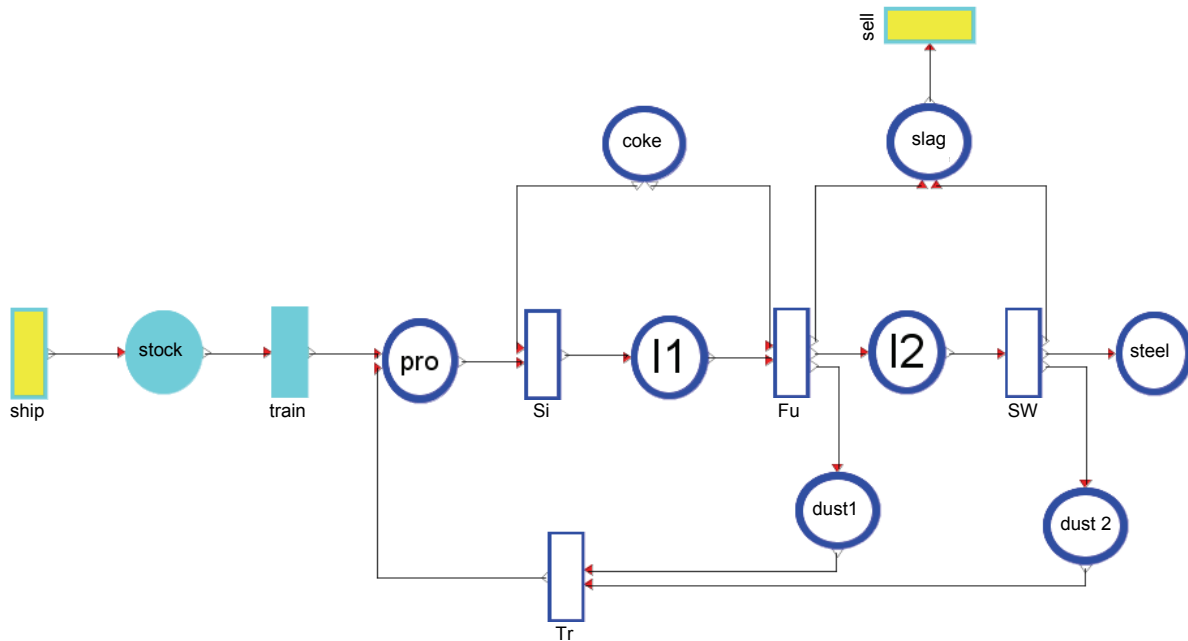 sell
coke
slag
stock
pro
I1
I2
steel
ship
train
Si
Fu
SW
dust1
dust 2
Tr